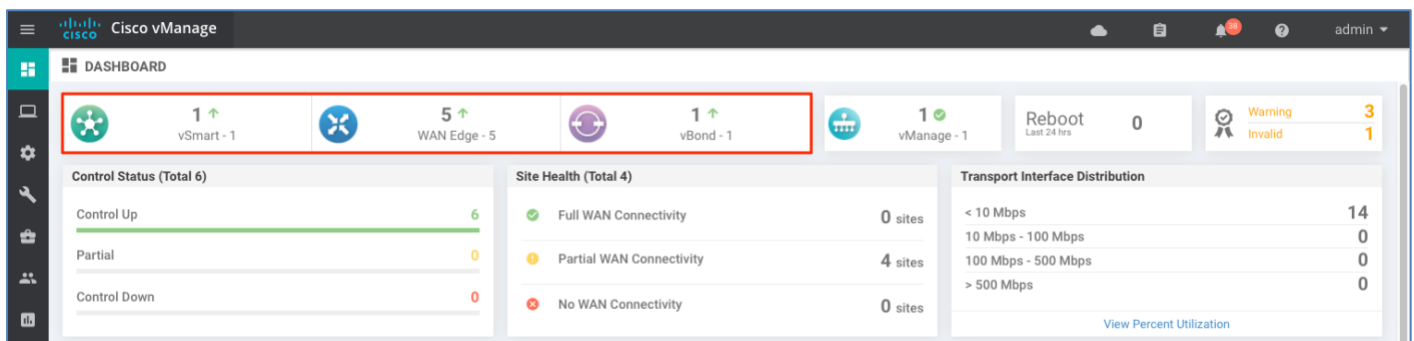 cisco Cisco vManage 38 admin
DASHBOARD
1 5 1 1 Reboot 0 Warning 3
vSmart - 1 WAN Edge - 5 vBond - 1 vManage - 1 Last 24 hrs Invalid 1
Control Status (Total 6)
Control Up 6
Partial 0
Control Down 0
Site Health (Total 4)
Full WAN Connectivity 0 sites
Partial WAN Connectivity 4 sites
No WAN Connectivity 0 sites
Transport Interface Distribution
< 10 Mbps 14
10 Mbps - 100 Mbps 0
100 Mbps - 500 Mbps 0
> 500 Mbps 0
View Percent Utilization